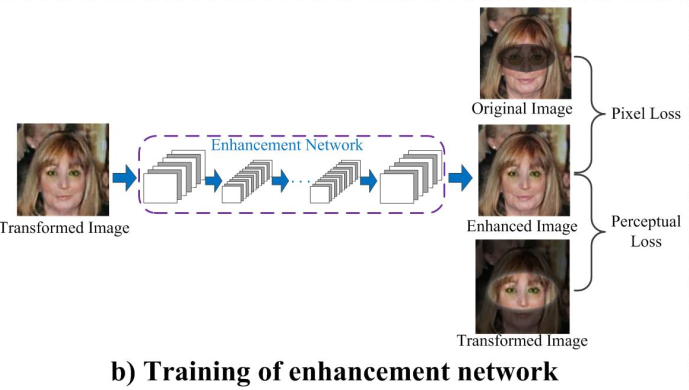 Original Image
Pixel Loss
Enhancement Network
Transformed Image
Enhanced Image
Perceptual
Loss
Transformed Image
b) Training of enhancement network